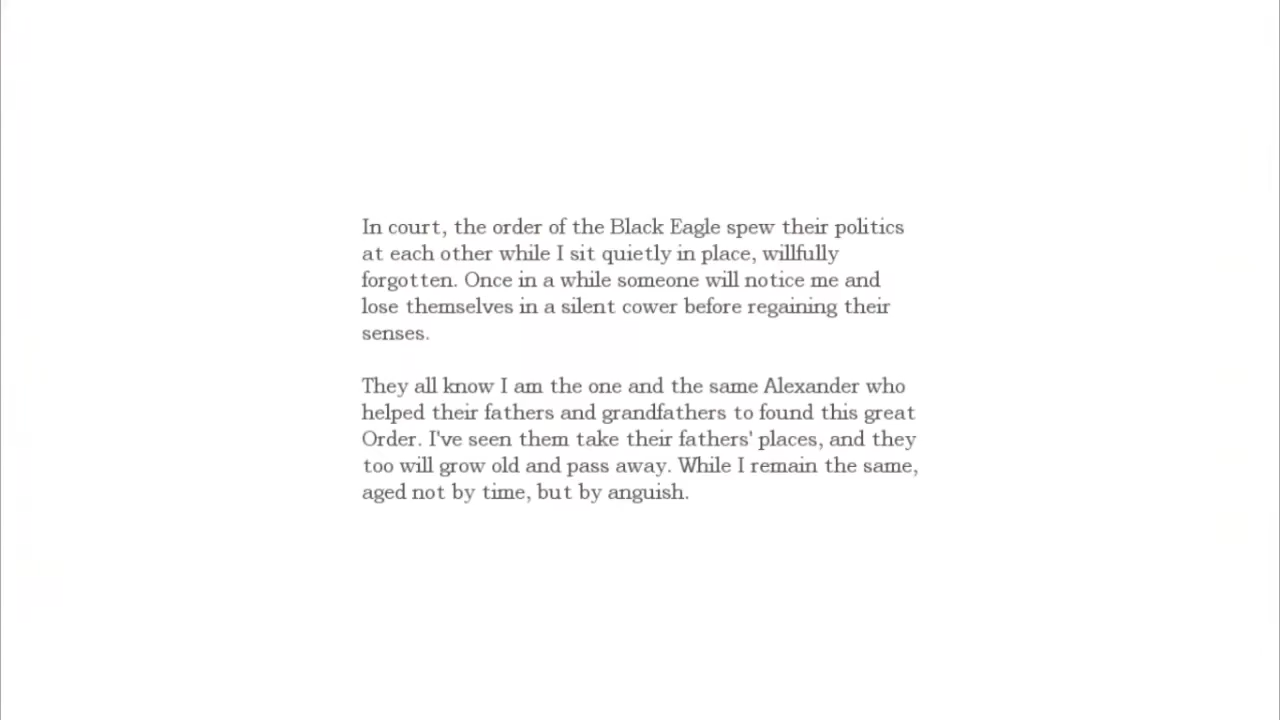 In court, the order of the Black Eagle spew their politics
at each other while I sit quietly in place, willfully
forgotten. Once in a while someone will notice me and
lose themselves in a silent cower before regaining their
senses.
They all know I am the one and the same Alexander who
helped their fathers and grandfathers to found this great
Order. I've seen them take their fathers' places, and they
too will grow old and pass away. While I remain the same,
aged not by time, but by anguish.